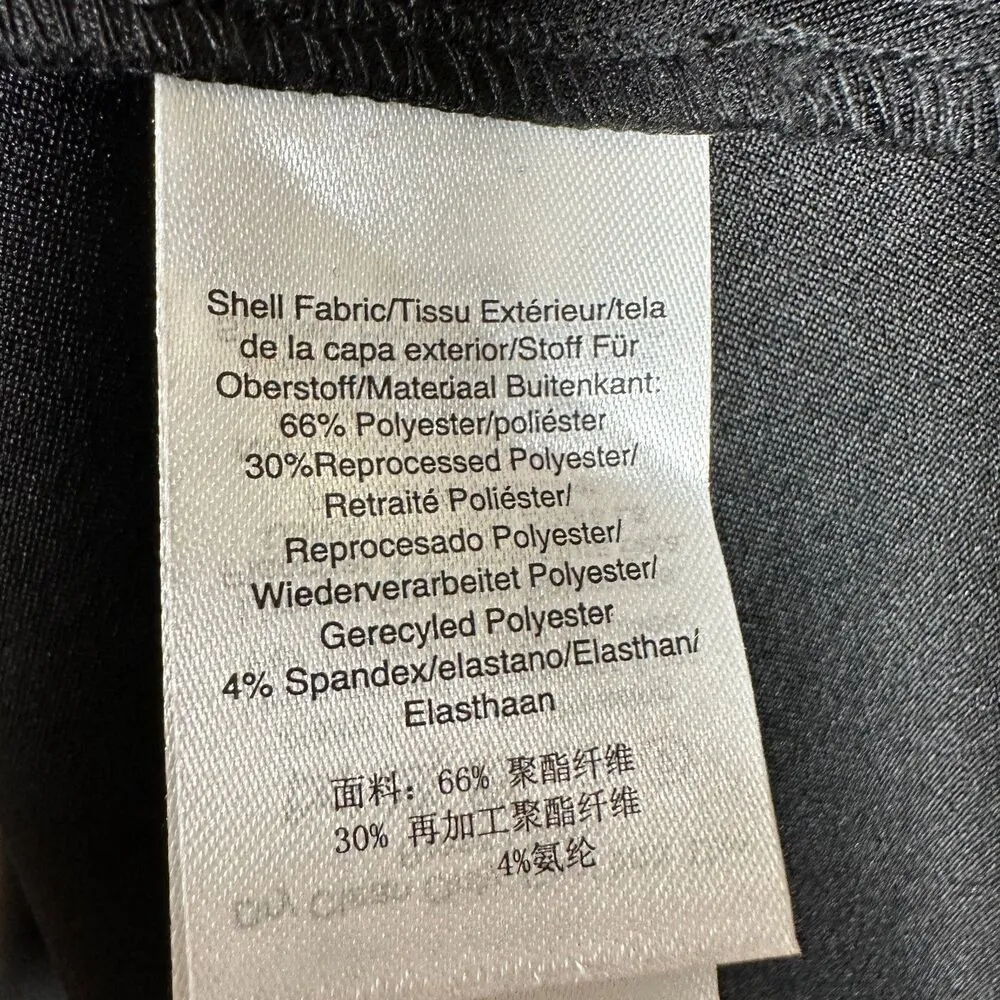 Shell Fabric/Tissu Extérieur/tela
de la capa exterior/Stoff Für
Oberstoff/Materiaal Buitenkant:
66% Polyester/poliéster
30%Reprocessed Polyester/
Retraité Poliéster/
Reprocesado Polyester/
Wiederverarbeitet Polyester/
Gerecyled Polyester
4% Spandex/elastano/Elasthan/
Elasthaan
面料：66% 聚酯纤维
30% 再加工聚酯纤维
4%氨纶